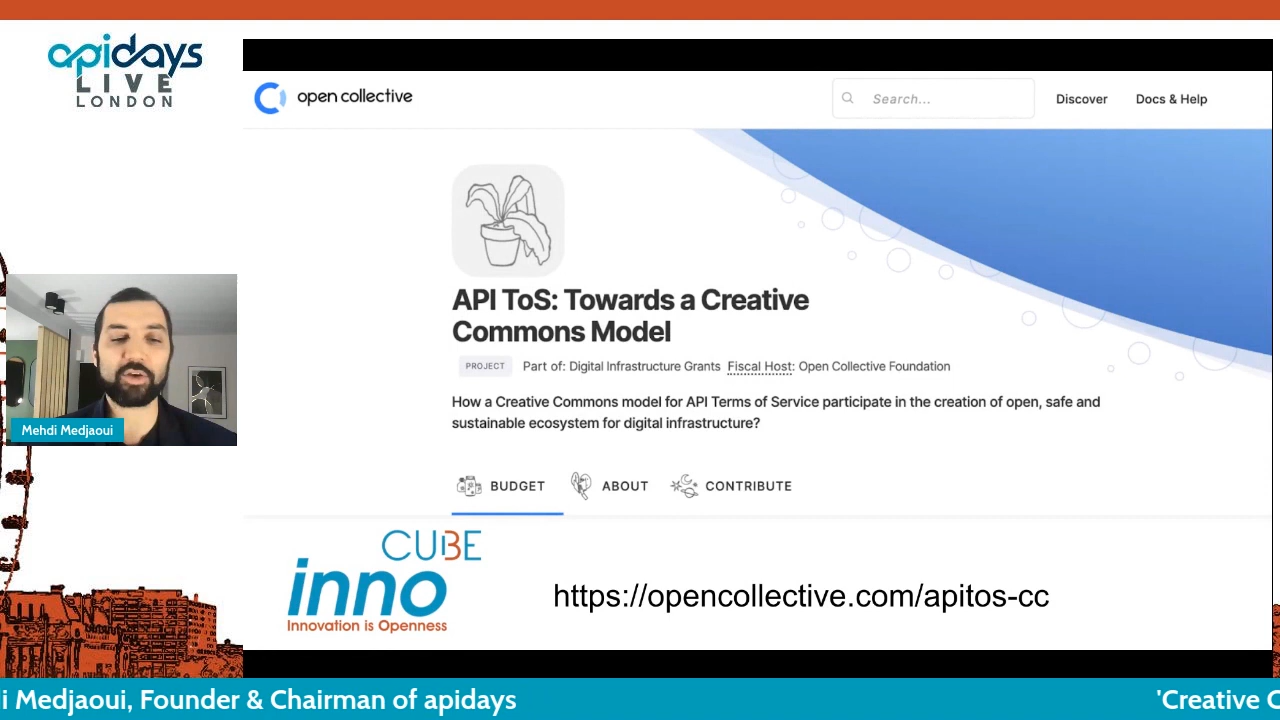 apidays
LIVE
LONDON
open collective
Search...
Discover
Docs & Help
API ToS: Towards a Creative
Commons Model
PROJECT
Part of: Digital Infrastructure Grants Fiscal Host: Open Collective Foundation
How a Creative Commons model for API Terms of Service participate in the creation of open, safe and
sustainable ecosystem for digital infrastructure?
Mehdi Medjaoui
BUDGET
ABOUT
CONTRIBUTE
CUBE
inno
Innovation is Openness
https://opencollective.com/apitos-cc
i Medjaoui, Founder & Chairman of apidays
'Creative